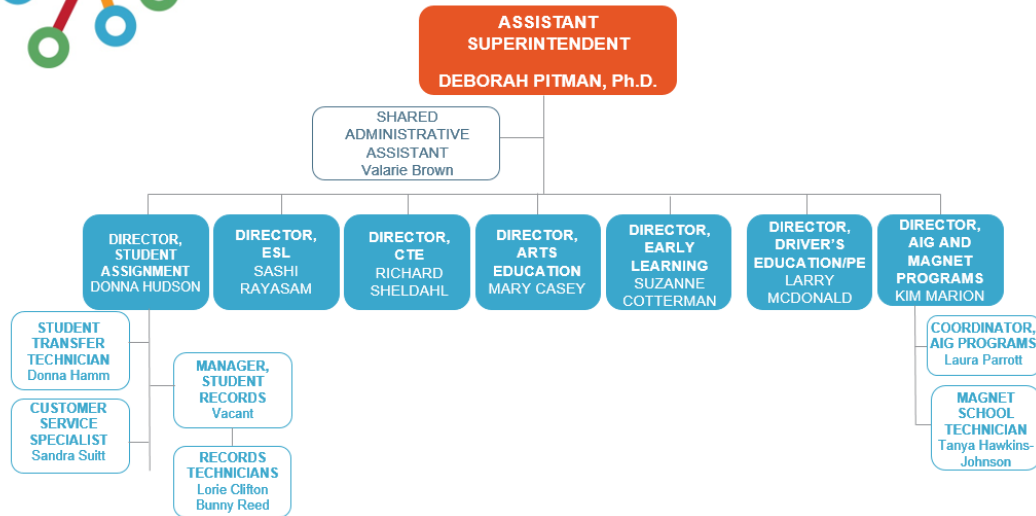 ASSISTANT
SUPERINTENDENT
DEBORAH PITMAN, Ph.D.
SHARED
ADMINISTRATIVE
ASSISTANT
Valarie Brown
DIRECTOR,
STUDENT
ASSIGNMENT
DONNA HUDSON
DIRECTOR,
ESL
SASHI
RAYASAM
DIRECTOR,
CTE
RICHARD
SHELDAHL
DIRECTOR,
ARTS
EDUCATION
MARY CASEY
DIRECTOR,
EARLY
LEARNING
SUZANNE
COTTERMAN
DIRECTOR,
DRIVER'S
EDUCATION/PE
LARRY
MCDONALD
DIRECTOR,
AIG AND
MAGNET
PROGRAMS
KIM MARION
STUDENT
TRANSFER
TECHNICIAN
Donna Hamm
CUSTOMER
SERVICE
SPECIALIST
Sandra Suitt
MANAGER,
STUDENT
RECORDS
Vacant
RECORDS
TECHNICIANS
Lorie Clifton
Bunny Reed
COORDINATOR,
AIG PROGRAMS
Laura Parrott
MAGNET
SCHOOL
TECHNICIAN
Tanya Hawkins-
Johnson